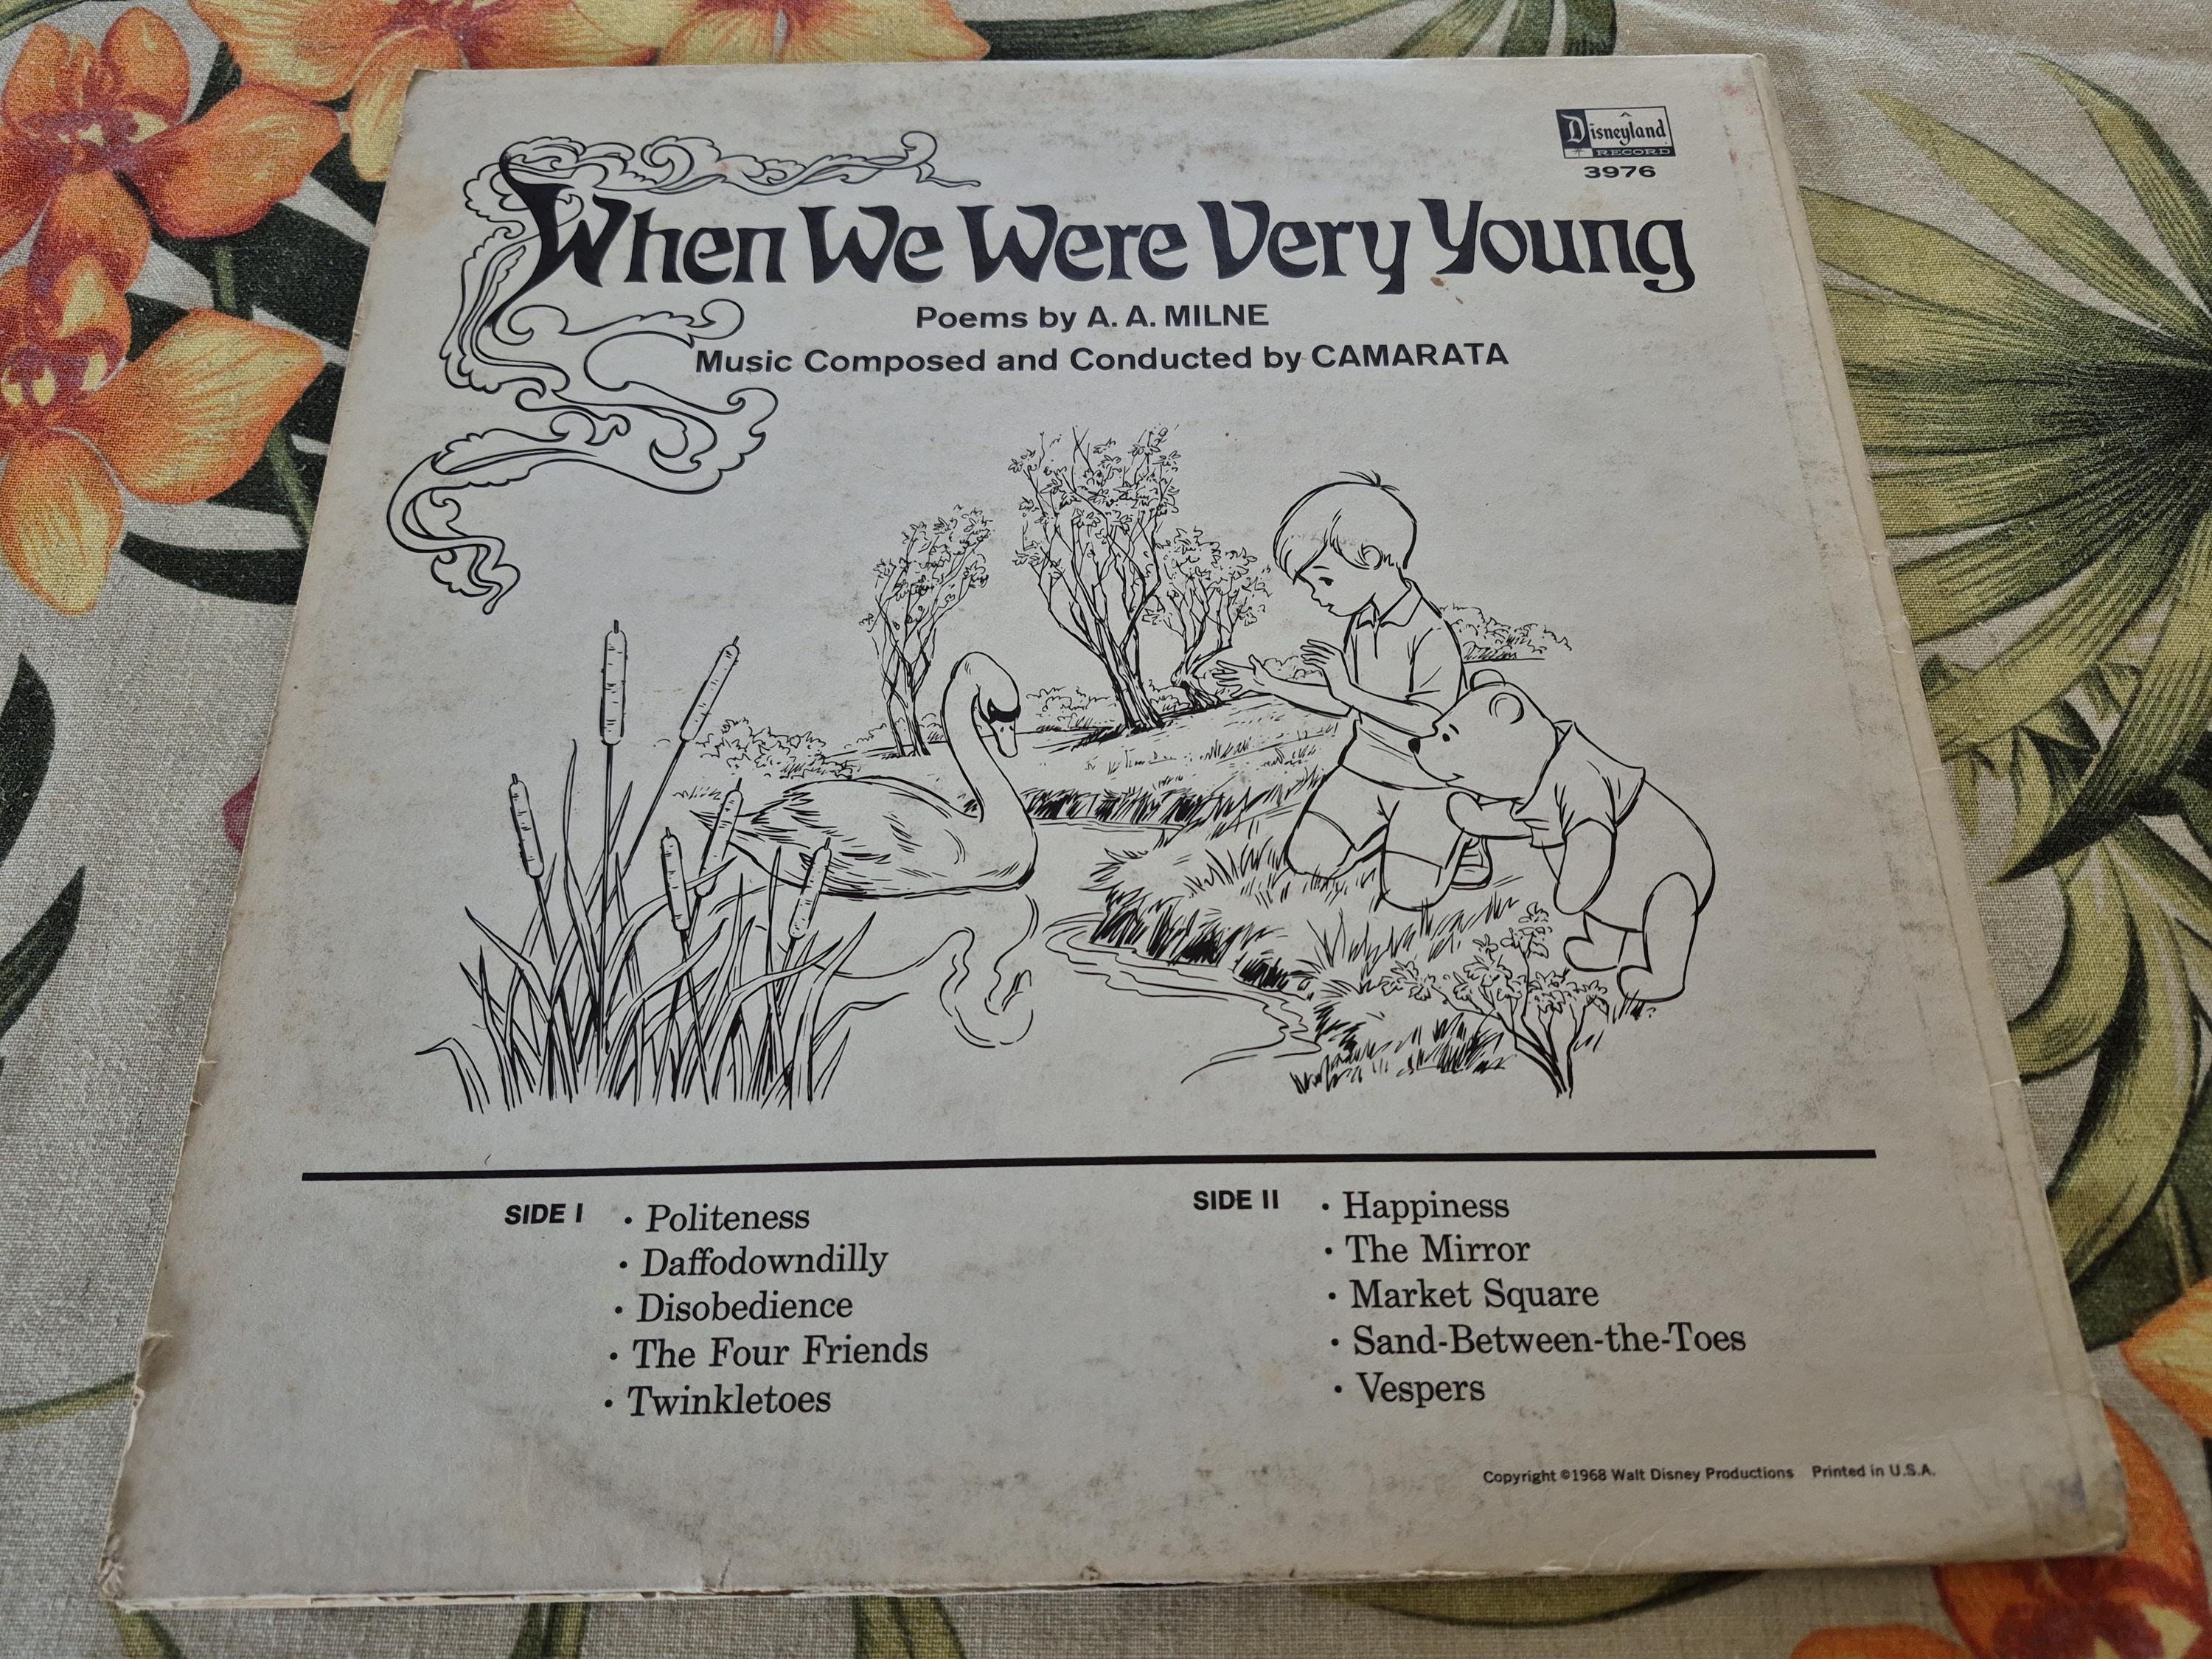 Disneyland
RECORD
3976
When We Were Very Young
Poems by A. A. MILNE
Music Composed and Conducted by CAMARATA
SIDE I
• Politeness
• Daffodowndilly
• Disobedience
• The Four Friends
• Twinkletoes
SIDE II
• Happiness
• The Mirror
• Market Square
• Sand-Between-the-Toes
• Vespers
Copyright ©1968 Walt Disney Productions Printed in U.S.A.